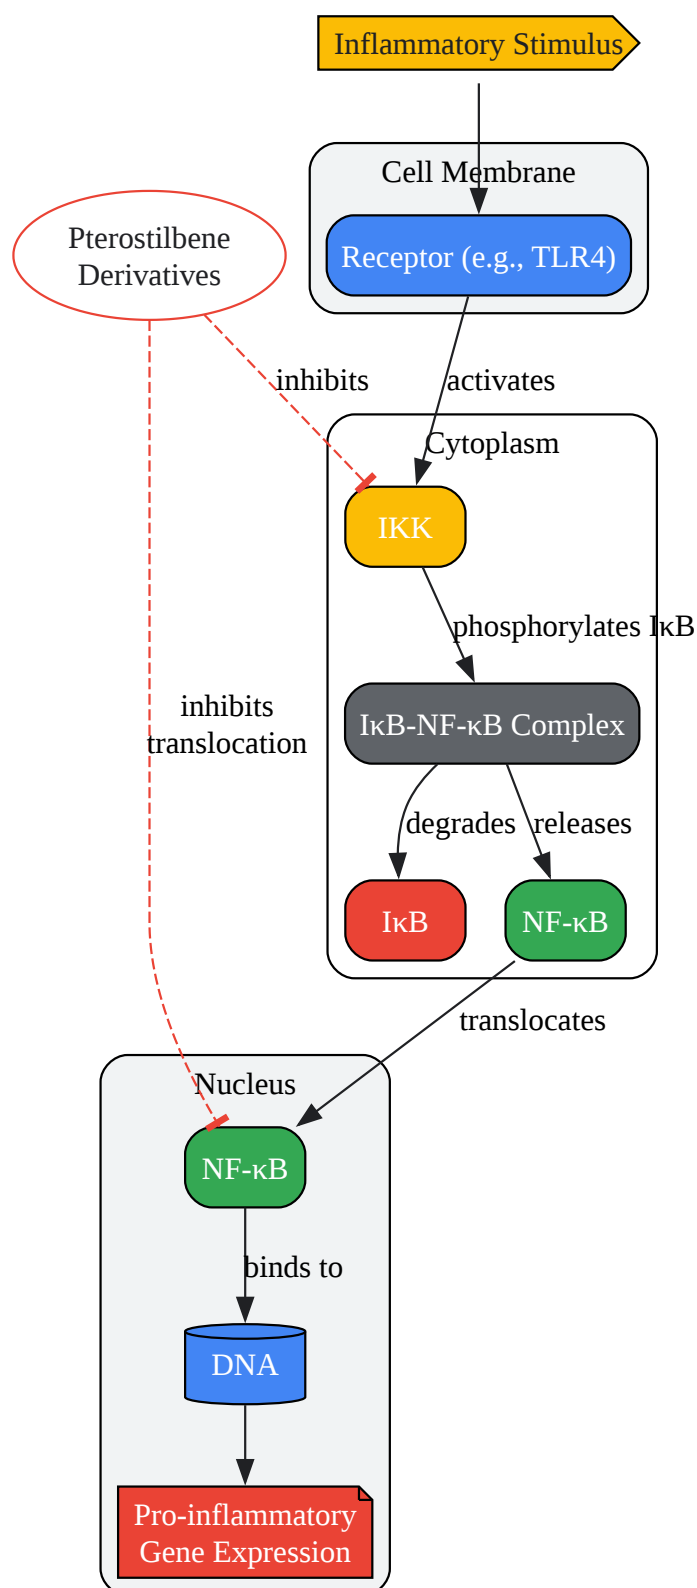 Inflammatory Stimulus
Cell Membrane
Receptor (e.g., TLR4)
Pterostilbene
Derivatives
inhibits
activates
Cytoplasm
IKK
phosphorylates IκB
IκB-NF-κB Complex
inhibits
translocation
degrades
releases
IκB
NF-κB
translocates
Nucleus
NF-κB
binds to
DNA
Pro-inflammatory
Gene Expression